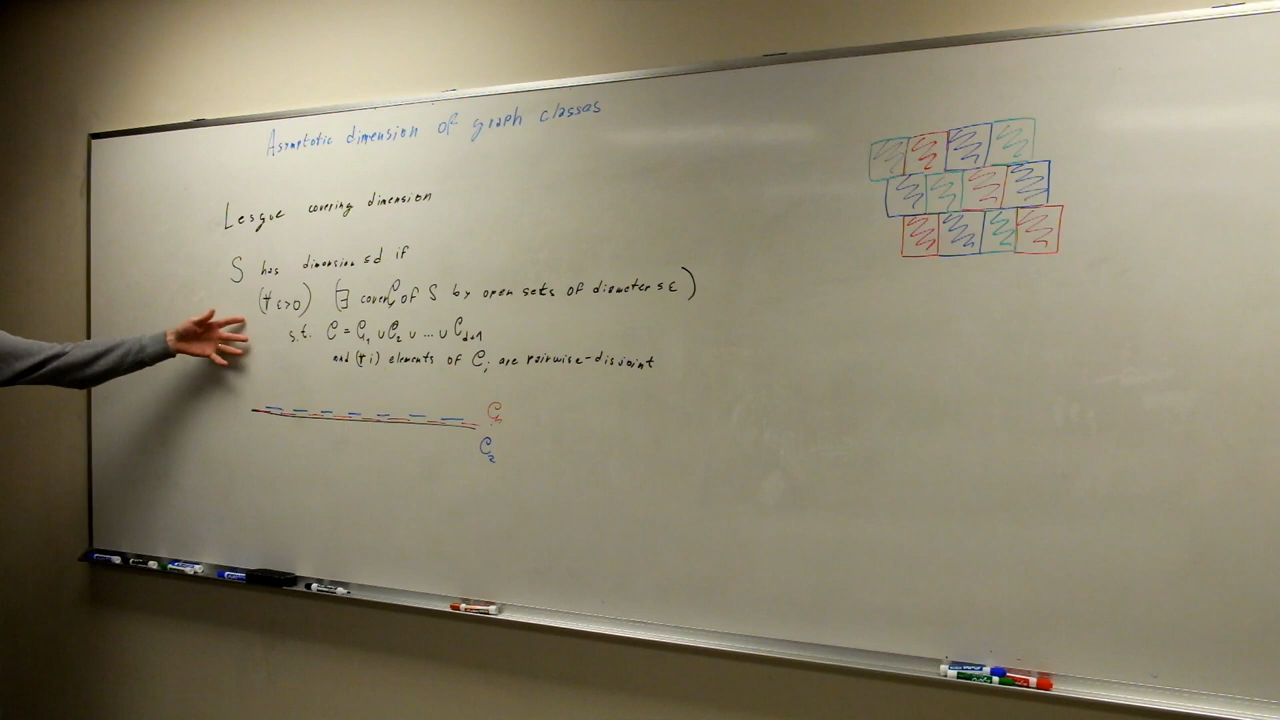 Asymptotic dimension of graph classes
Lesgue covering dimension
S has dimension ≤d if
(∀ε>0) (∃ cover C of S by open sets of diameter ≤ε)
s.t. C = C₁ ∪ C₂ ∪ ... ∪ C_{d+1}
and (∀i) elements of Cᵢ are pairwise-disjoint
C₁
C₂